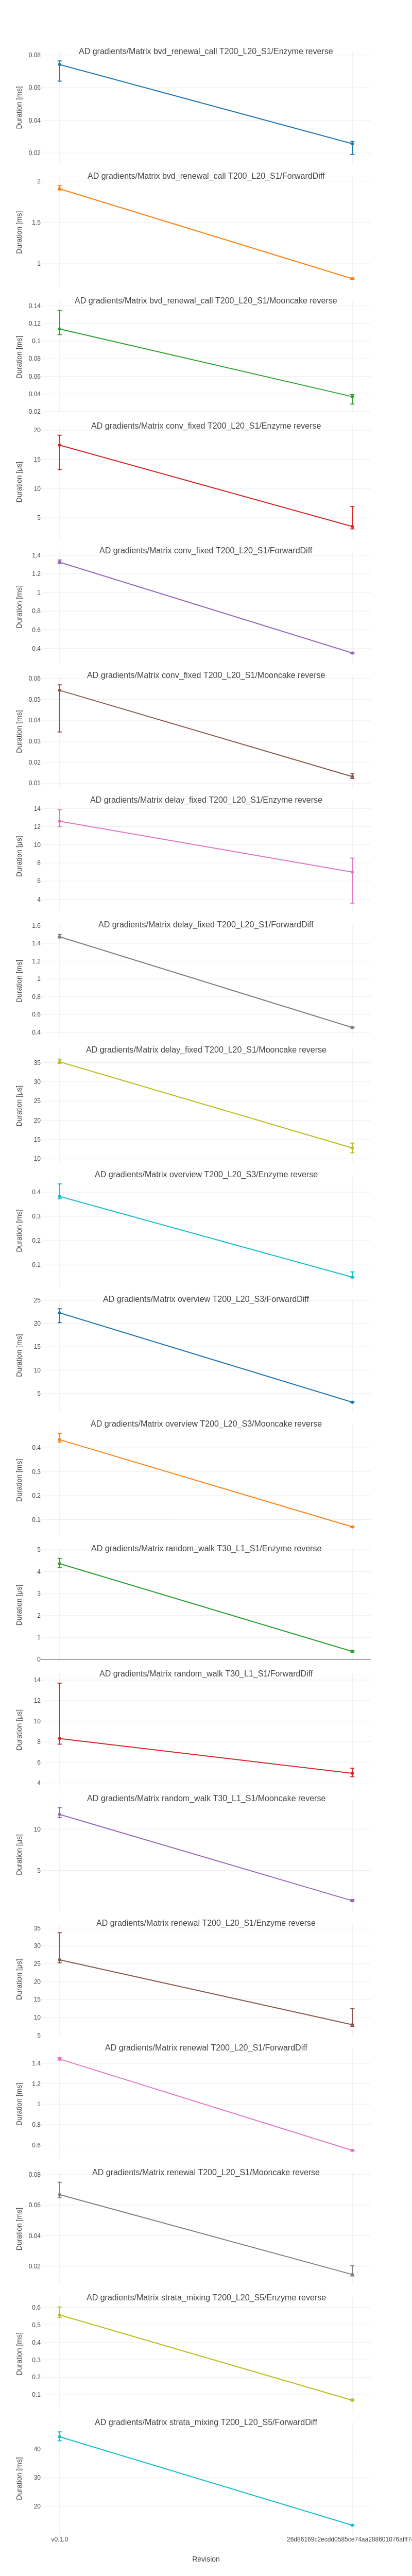 AD gradients/Matrix bvd_renewal_call T200_L20_S1/Enzyme reverse
0.08
0.06
0.04
0.02
Duration [ms]
AD gradients/Matrix bvd_renewal_call T200_L20_S1/ForwardDiff
2
1.5
1
Duration [ms]
AD gradients/Matrix bvd_renewal_call T200_L20_S1/Mooncake reverse
0.14
0.12
0.1
0.08
0.06
0.04
0.02
Duration [ms]
AD gradients/Matrix conv_fixed T200_L20_S1/Enzyme reverse
20
15
10
5
Duration [μs]
AD gradients/Matrix conv_fixed T200_L20_S1/ForwardDiff
1.4
1.2
1
0.8
0.6
0.4
Duration [ms]
AD gradients/Matrix conv_fixed T200_L20_S1/Mooncake reverse
0.06
0.05
0.04
0.03
0.02
0.01
Duration [ms]
AD gradients/Matrix delay_fixed T200_L20_S1/Enzyme reverse
14
12
10
8
6
4
Duration [μs]
AD gradients/Matrix delay_fixed T200_L20_S1/ForwardDiff
1.6
1.4
1.2
1
0.8
0.6
0.4
Duration [ms]
AD gradients/Matrix delay_fixed T200_L20_S1/Mooncake reverse
35
30
25
20
15
10
Duration [μs]
AD gradients/Matrix overview T200_L20_S3/Enzyme reverse
0.4
0.3
0.2
0.1
Duration [ms]
AD gradients/Matrix overview T200_L20_S3/ForwardDiff
25
20
15
10
5
Duration [ms]
AD gradients/Matrix overview T200_L20_S3/Mooncake reverse
0.4
0.3
0.2
0.1
Duration [ms]
AD gradients/Matrix random_walk T30_L1_S1/Enzyme reverse
5
4
3
2
1
0
Duration [μs]
AD gradients/Matrix random_walk T30_L1_S1/ForwardDiff
14
12
10
8
6
4
Duration [μs]
AD gradients/Matrix random_walk T30_L1_S1/Mooncake reverse
10
5
Duration [μs]
AD gradients/Matrix renewal T200_L20_S1/Enzyme reverse
35
30
25
20
15
10
5
Duration [μs]
AD gradients/Matrix renewal T200_L20_S1/ForwardDiff
1.4
1.2
1
0.8
0.6
Duration [ms]
AD gradients/Matrix renewal T200_L20_S1/Mooncake reverse
0.08
0.06
0.04
0.02
Duration [ms]
AD gradients/Matrix strata_mixing T200_L20_S5/Enzyme reverse
0.6
0.5
0.4
0.3
0.2
0.1
Duration [ms]
AD gradients/Matrix strata_mixing T200_L20_S5/ForwardDiff
40
30
20
Duration [ms]
v0.1.0
Revision